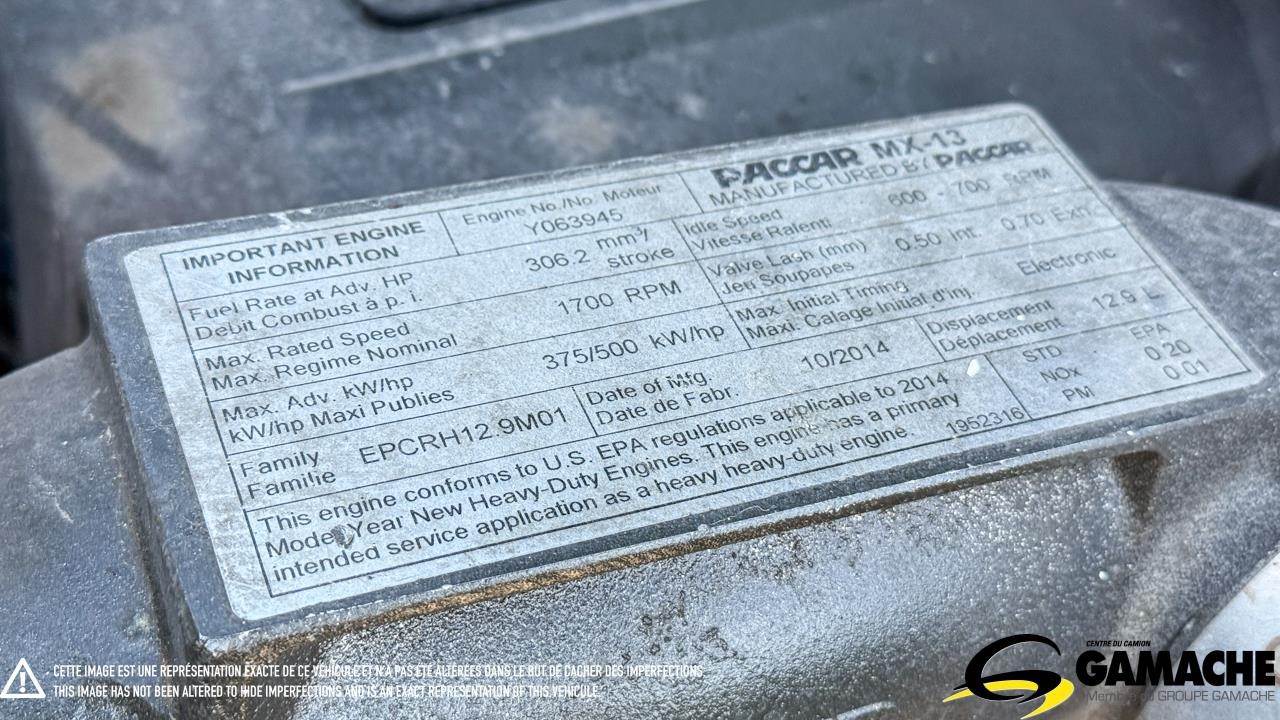 IMPORTANT ENGINE
INFORMATION
Engine No./No. Moteur
Y063945
PACCAR MX-13
MANUFACTURED BY PACCAR
Fuel Rate at Adv. HP
Debit Combust à p. i.
306.2 mm³/
stroke
Idle Speed
Vitesse Ralenti
600 - 700 RPM
Max. Rated Speed
Max. Regime Nominal
1700 RPM
Valve Lash (mm)
Jeu Soupapes
0.50 Int. 0.70 Exh.
Max. Adv. kW/hp
kW/hp Maxi Publies
375/500 kW/hp
Max. Initial Timing
Maxi. Calage Initial d'inj.
Electronic
Family
Familie
EPCRH12.9M01
Date of Mfg.
Date de Fabr.
10/2014
Displacement
Déplacement
12.9 L
This engine conforms to U.S. EPA regulations applicable to 2014
Model Year New Heavy-Duty Engines. This engine has a primary
intended service application as a heavy heavy-duty engine.
1952316
STD EPA
NOx 0.20
PM 0.01
CETTE IMAGE EST UNE REPRÉSENTATION EXACTE DE CE VÉHICULE ET N'A PAS ÉTÉ ALTÉRÉES DANS LE BUT DE CACHER DES IMPERFECTIONS.
THIS IMAGE HAS NOT BEEN ALTERED TO HIDE IMPERFECTIONS AND IS AN EXACT REPRESENTATION OF THIS VEHICULE.
CENTRE DU CAMION
GAMACHE
GROUPE GAMACHE